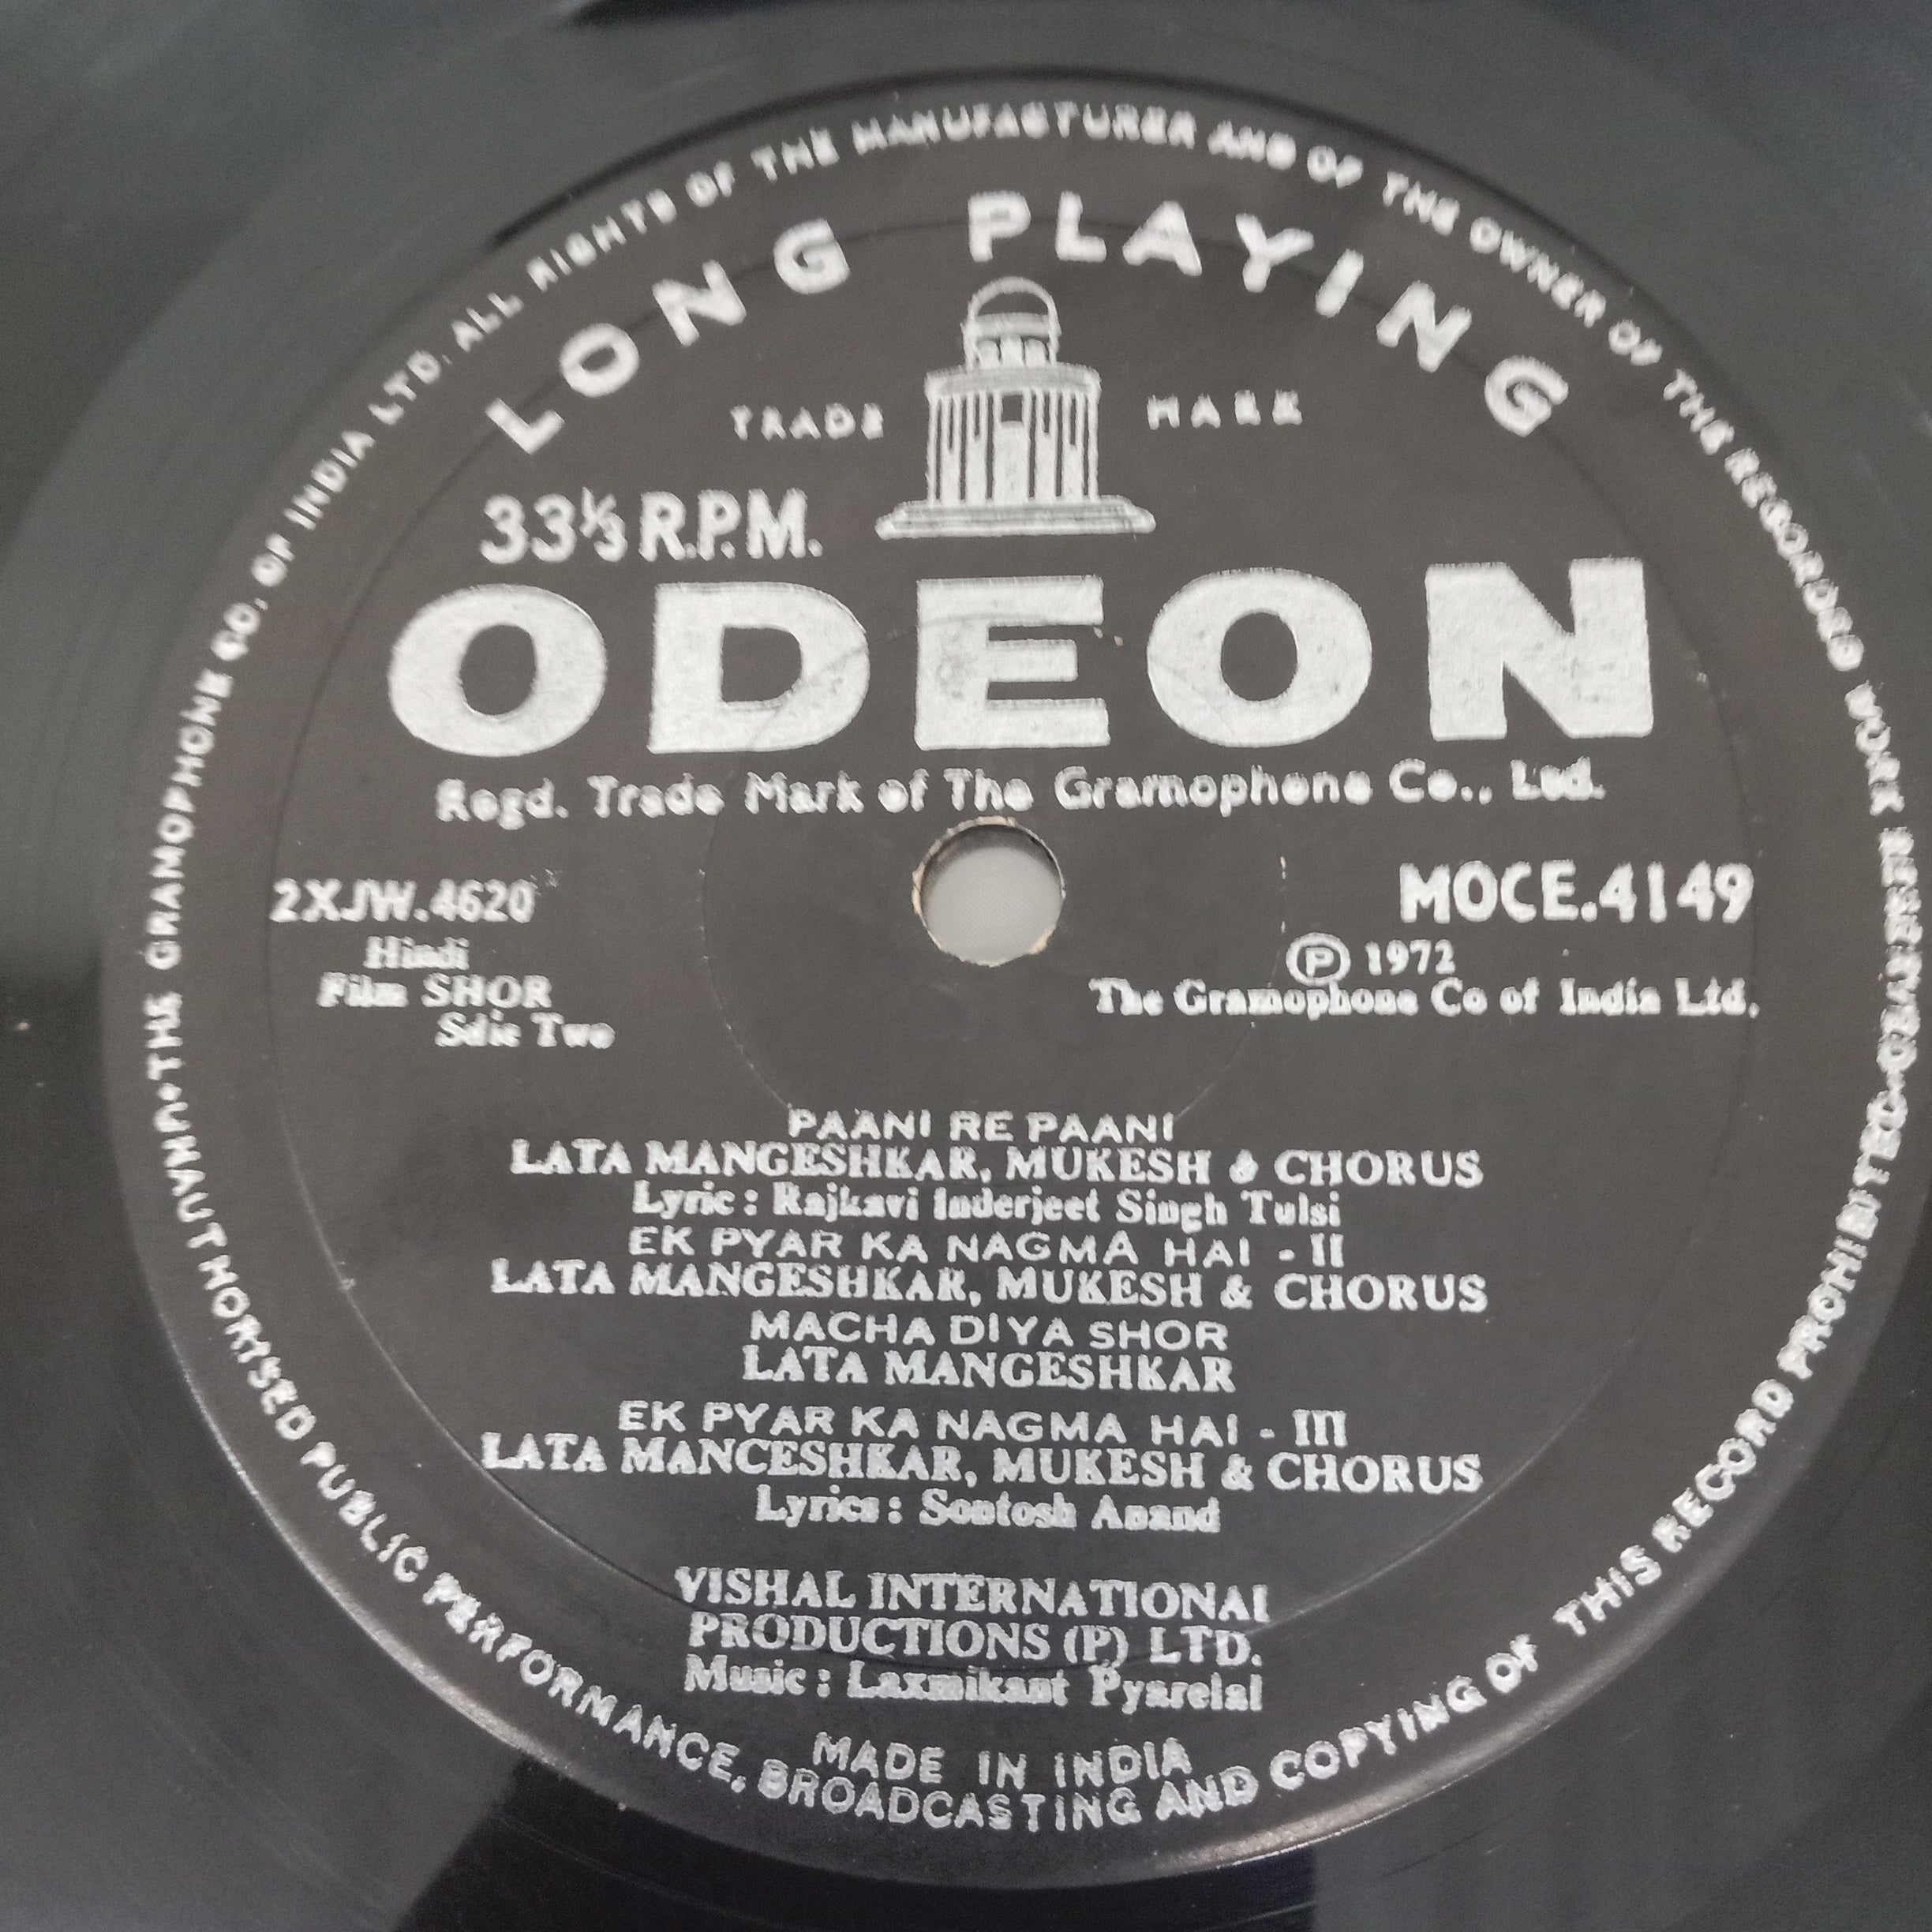 THE GRAMOPHONE CO. OF INDIA LTD. ALL RIGHTS OF THE MANUFACTURER AND OF THE OWNER OF THE RECORDED WORK RESERVED
UNAUTHORISED PUBLIC PERFORMANCE, BROADCASTING AND COPYING OF THIS RECORD PROHIBITED
LONG PLAYING
TRADE MARK
33⅓ R.P.M.
ODEON
Regd. Trade Mark of The Gramophone Co., Ltd.
2XJW.4620
Hindi
Film SHOR
Sdie Two
MOCE.4149
Ⓟ 1972
The Gramophone Co of India Ltd.
PAANI RE PAANI
LATA MANGESHKAR, MUKESH & CHORUS
Lyric : Rajkavi Inderjeet Singh Tulsi
EK PYAR KA NAGMA HAI - II
LATA MANGESHKAR, MUKESH & CHORUS
MACHA DIYA SHOR
LATA MANGESHKAR
EK PYAR KA NAGMA HAI - III
LATA MANCESHKAR, MUKESH & CHORUS
Lyrics : Sontosh Anand
VISHAL INTERNATIONAL
PRODUCTIONS (P) LTD.
Music : Laxmikant Pyarelal
MADE IN INDIA